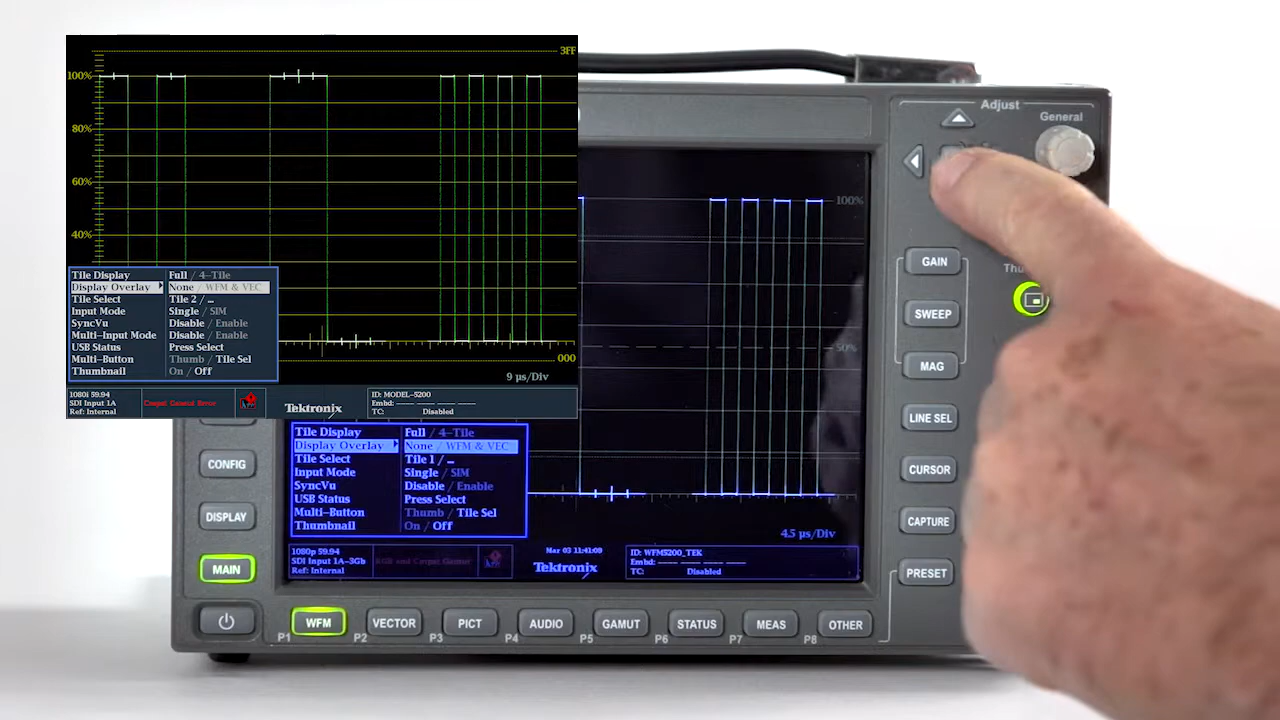 3FF
100%
80%
60%
40%
Tile Display Full / 4-Tile
Display Overlay None / WFM & VEC
Tile Select Tile 2 / _
Input Mode Single / SIM
SyncVu Disable / Enable
Multi-Input Mode Disable / Enable
USB Status Press Select
Multi-Button Thumb / Tile Sel
Thumbnail On / Off
000
9 µs/Div
1080i 59.94
SDI Input 1A
Ref: Internal
Tektronix
ID: MODEL-5200
Embd: ---- ---- ---- ----
TC: Disabled
Adjust
General
100%
50%
4.5 µs/Div
Tile Display Full / 4-Tile
Display Overlay None / WFM & VEC
Tile Select Tile 1 / _
Input Mode Single / SIM
SyncVu Disable / Enable
USB Status Press Select
Multi-Button Thumb / Tile Sel
Thumbnail On / Off
1080p 59.94
SDI Input 1A-3Gb
Ref: Internal
RGB and Cmpst Gamut
Mar 03 11:41:09
Tektronix
ID: WFM5200_TEK
Embd: ---- ---- ---- ----
TC: Disabled
GAIN
SWEEP
MAG
LINE SEL
CURSOR
CAPTURE
PRESET
CONFIG
DISPLAY
MAIN
WFM
VECTOR
PICT
AUDIO
GAMUT
STATUS
MEAS
OTHER
P1
P2
P3
P4
P5
P6
P7
P8